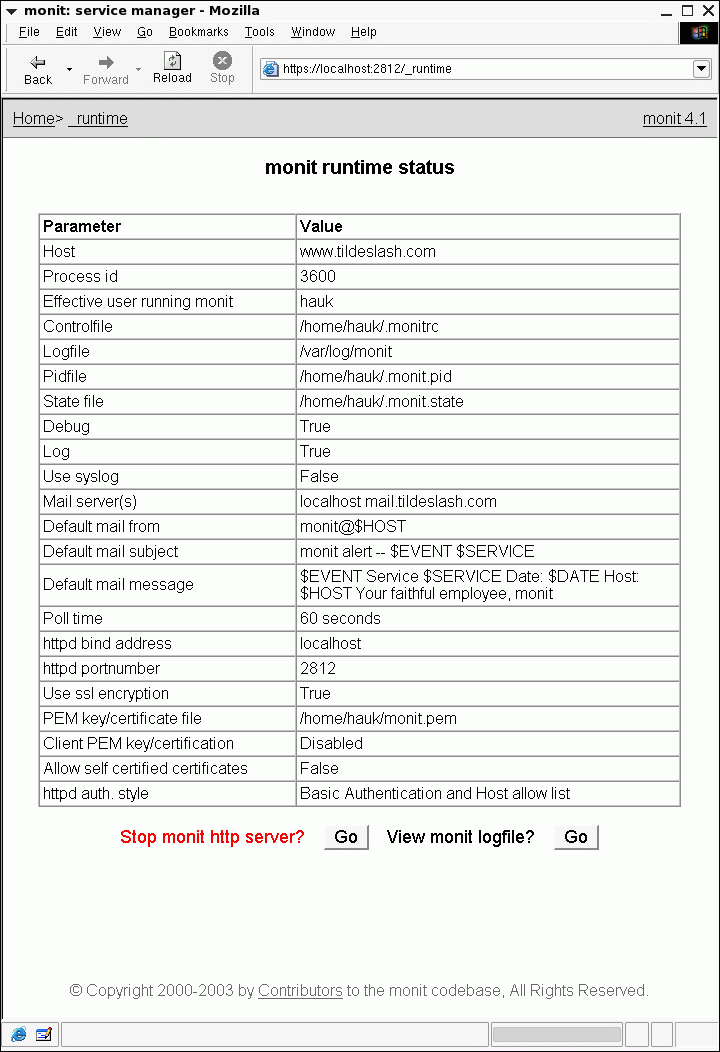 monit: service manager - Mozilla
File Edit View Go Bookmarks Tools Window Help
Back Forward Reload Stop https://localhost:2812/_runtime
Home> _runtime monit 4.1
monit runtime status
Parameter Value
Host www.tildeslash.com
Process id 3600
Effective user running monit hauk
Controlfile /home/hauk/.monitrc
Logfile /var/log/monit
Pidfile /home/hauk/.monit.pid
State file /home/hauk/.monit.state
Debug True
Log True
Use syslog False
Mail server(s) localhost mail.tildeslash.com
Default mail from monit@$HOST
Default mail subject monit alert -- $EVENT $SERVICE
Default mail message $EVENT Service $SERVICE Date: $DATE Host:
$HOST Your faithful employee, monit
Poll time 60 seconds
httpd bind address localhost
httpd portnumber 2812
Use ssl encryption True
PEM key/certificate file /home/hauk/monit.pem
Client PEM key/certification Disabled
Allow self certified certificates False
httpd auth. style Basic Authentication and Host allow list
Stop monit http server? Go View monit logfile? Go
© Copyright 2000-2003 by Contributors to the monit codebase, All Rights Reserved.